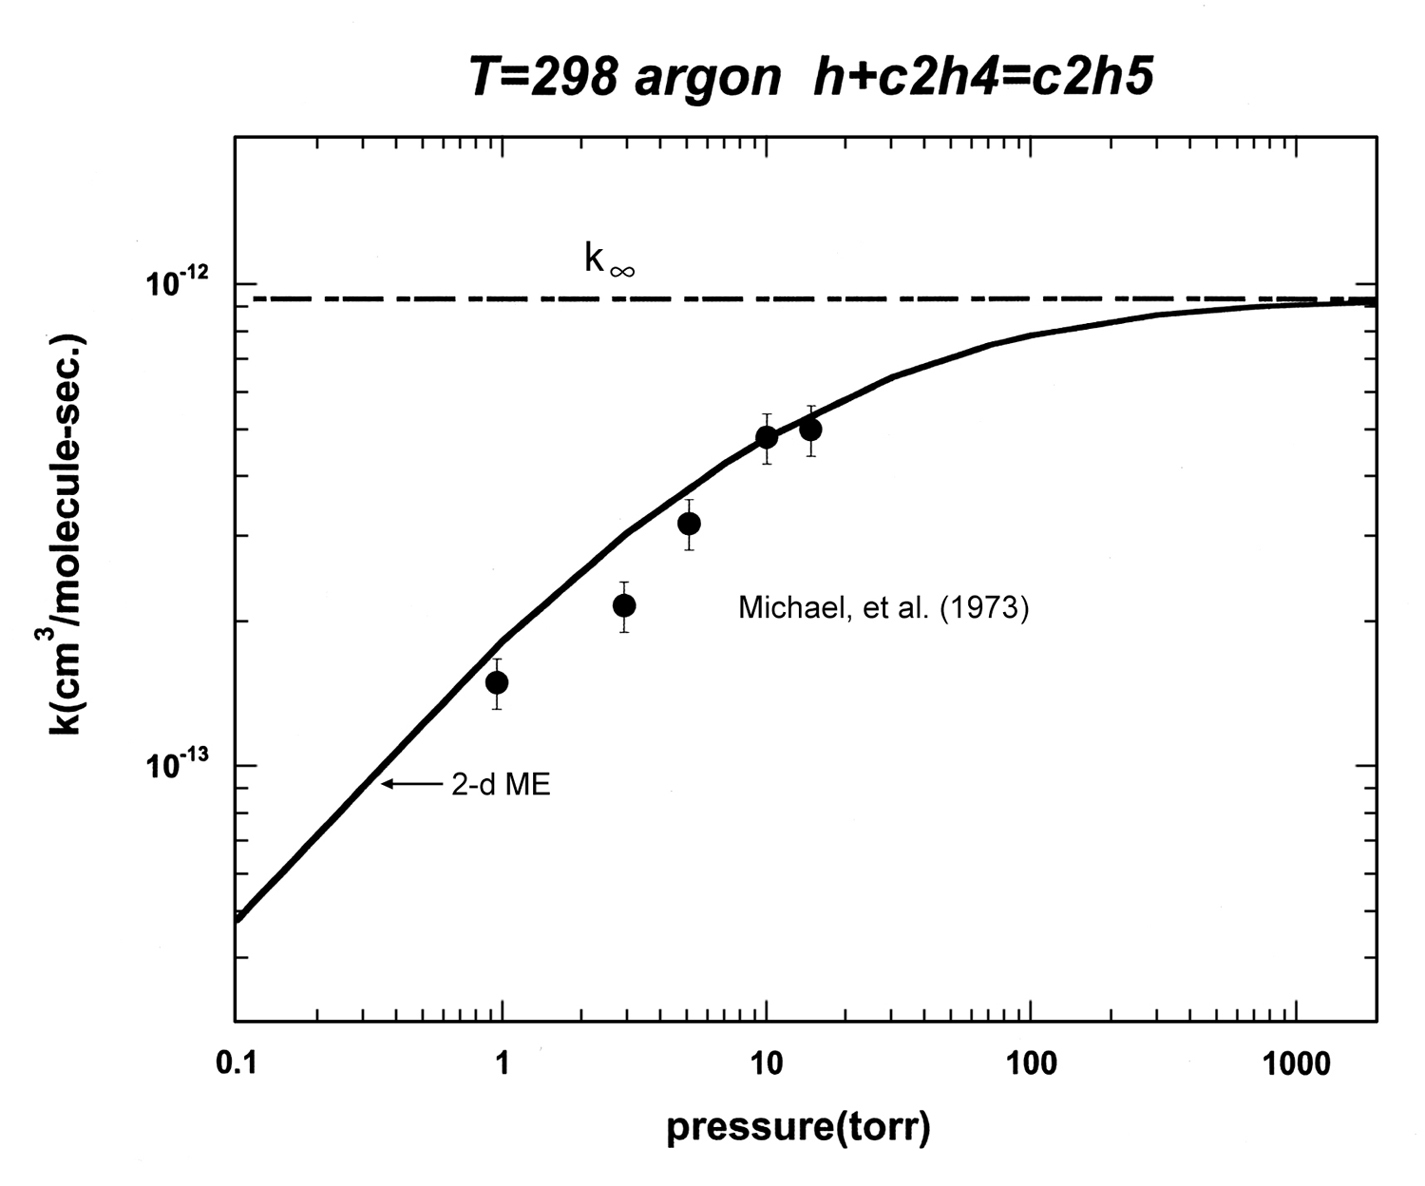 T=298 argon h+c2h4=c2h5
k∞
10⁻¹²
k(cm³/molecule-sec.)
Michael, et al. (1973)
10⁻¹³
2-d ME
0.1 1 10 100 1000
pressure(torr)